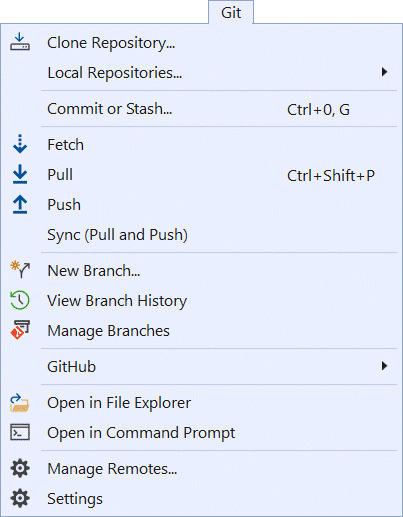 Git
Clone Repository...
Local Repositories...
Commit or Stash... Ctrl+0, G
Fetch
Pull Ctrl+Shift+P
Push
Sync (Pull and Push)
New Branch...
View Branch History
Manage Branches
GitHub
Open in File Explorer
Open in Command Prompt
Manage Remotes...
Settings